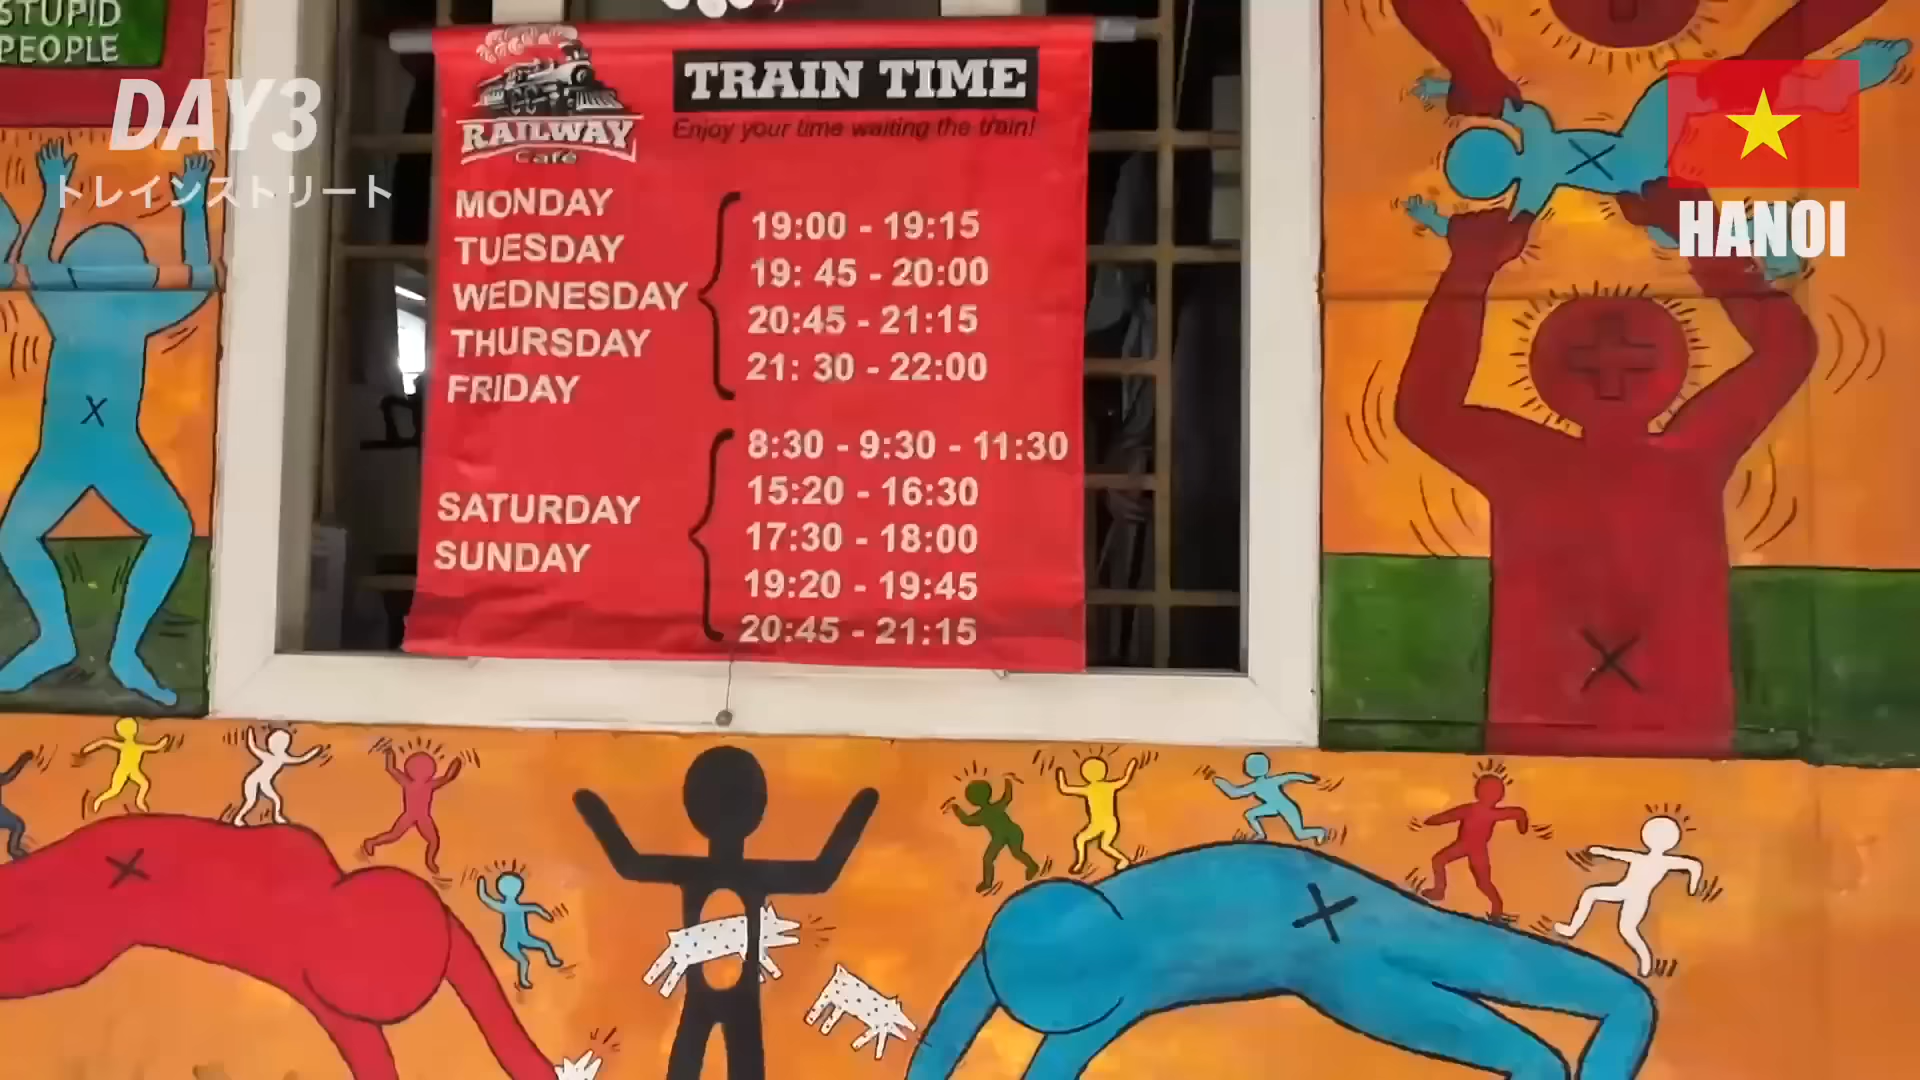 STUPID
PEOPLE
DAY3
トレインストリート
RAILWAY
Café
TRAIN TIME
Enjoy your time waiting the train!
MONDAY
TUESDAY
WEDNESDAY
THURSDAY
FRIDAY
19:00 - 19:15
19: 45 - 20:00
20:45 - 21:15
21: 30 - 22:00
SATURDAY
SUNDAY
8:30 - 9:30 - 11:30
15:20 - 16:30
17:30 - 18:00
19:20 - 19:45
20:45 - 21:15
HANOI